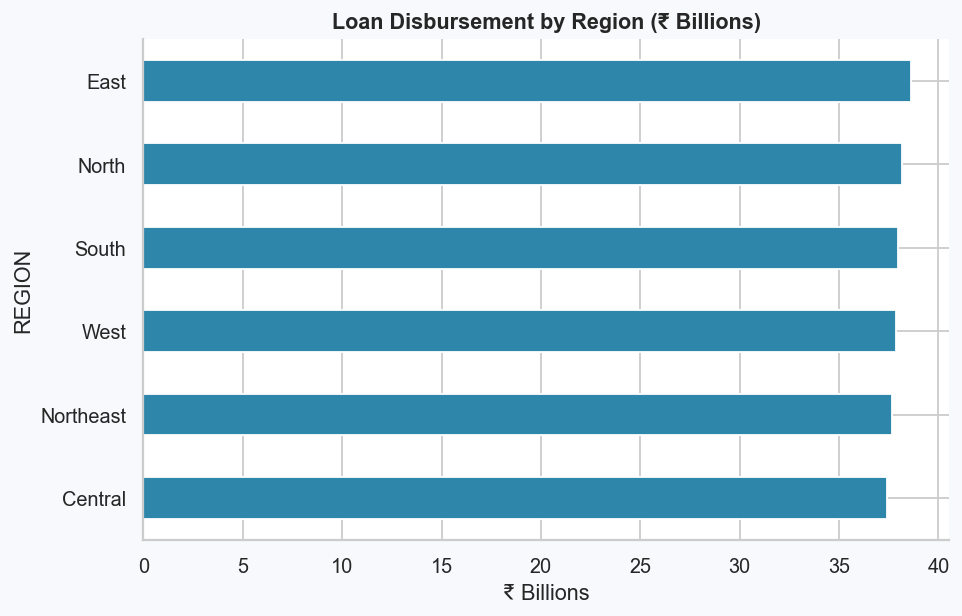 Loan Disbursement by Region (₹ Billions)
REGION
East
North
South
West
Northeast
Central
0 5 10 15 20 25 30 35 40
₹ Billions